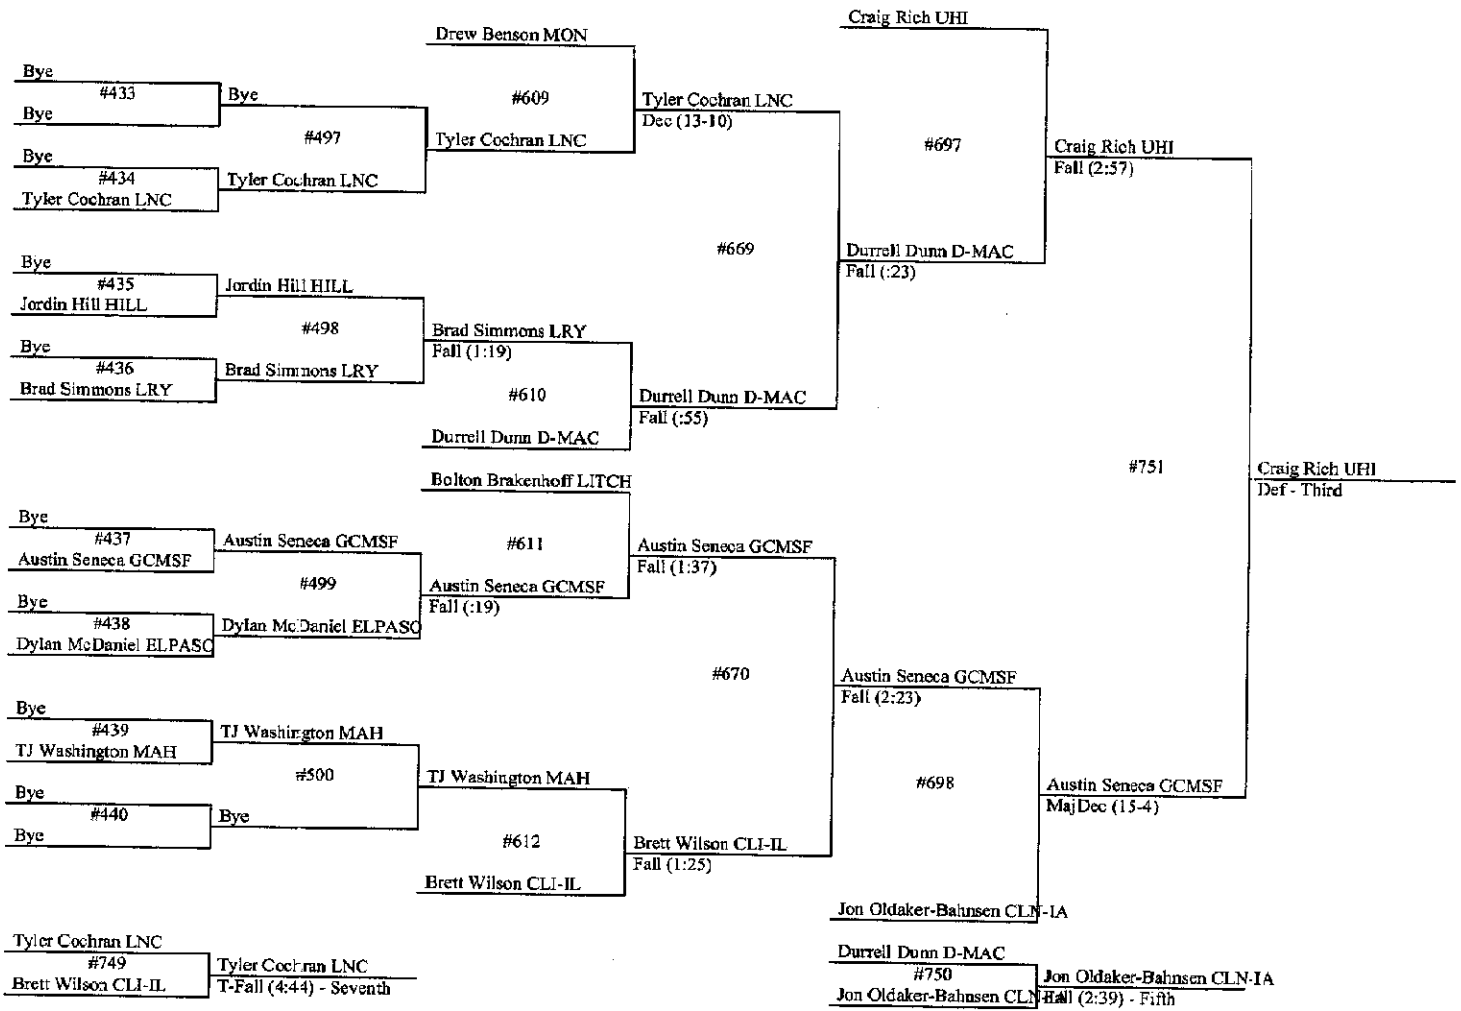 Craig Rich UHI
Drew Benson MON
Bye
#433
Bye
Bye
#497
#609
Tyler Cochran LNC
Dec (13-10)
Tyler Cochran LNC
Bye
#434
Tyler Cochran LNC
Tyler Cochran LNC
#697
Craig Rich UHI
Fall (2:57)
#669
Durrell Dunn D-MAC
Fall (:23)
Bye
#435
Jordin Hill HILL
Jordin Hill HILL
#498
Brad Simmons LRY
Fall (1:19)
Bye
#436
Brad Simmons LRY
Brad Simmons LRY
#610
Durrell Dunn D-MAC
Fall (:55)
Durrell Dunn D-MAC
#751
Craig Rich UHI
Def - Third
Bolton Brakenhoff LITCH
Bye
#437
Austin Seneca GCMSF
Austin Seneca GCMSF
#611
Austin Seneca GCMSF
Fall (1:37)
#499
Austin Seneca GCMSF
Fall (:19)
Bye
#438
Dylan McDaniel ELPASO
Dylan McDaniel ELPASO
#670
Austin Seneca GCMSF
Fall (2:23)
Bye
#439
TJ Washington MAH
TJ Washington MAH
#500
TJ Washington MAH
Bye
#440
Bye
Bye
#612
Brett Wilson CLI-IL
Fall (1:25)
Brett Wilson CLI-IL
#698
Austin Seneca GCMSF
MajDec (15-4)
Jon Oldaker-Bahnsen CLN-IA
Tyler Cochran LNC
#749
Brett Wilson CLI-IL
Tyler Cochran LNC
T-Fall (4:44) - Seventh
Durrell Dunn D-MAC
#750
Jon Oldaker-Bahnsen CLN-IA
Jon Oldaker-Bahnsen CLN-IA
Fall (2:39) - Fifth